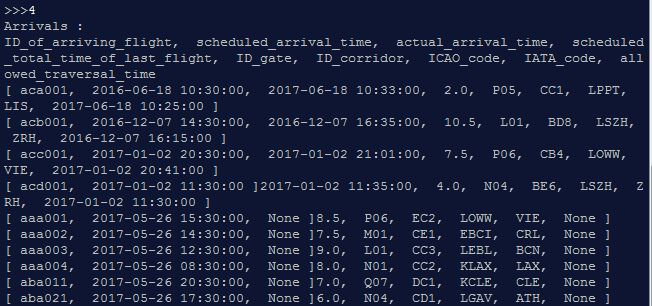 >>>4
Arrivals :
ID_of_arriving_flight,  scheduled_arrival_time,  actual_arrival_time,  scheduled
_total_time_of_last_flight,  ID_gate,  ID_corridor,  ICAO_code,  IATA_code,  all
owed_traversal_time
[ aca001,  2016-06-18 10:30:00,  2017-06-18 10:33:00,  2.0,  P05,  CC1,  LPPT,
LIS,  2017-06-18 10:25:00 ]
[ acb001,  2016-12-07 14:30:00,  2016-12-07 16:35:00,  10.5,  L01,  BD8,  LSZH,
 ZRH,  2016-12-07 16:15:00 ]
[ acc001,  2017-01-02 20:30:00,  2017-01-02 21:01:00,  7.5,  P06,  CB4,  LOWW,
VIE,  2017-01-02 20:41:00 ]
[ acd001,  2017-01-02 11:30:00 ]2017-01-02 11:35:00,  4.0,  N04,  BE6,  LSZH,  Z
RH,  2017-01-02 11:30:00 ]
[ aaa001,  2017-05-26 15:30:00,  None ]8.5,  P06,  EC2,  LOWW,  VIE,  None ]
[ aaa002,  2017-05-26 14:30:00,  None ]7.5,  M01,  CE1,  EBCI,  CRL,  None ]
[ aaa003,  2017-05-26 12:30:00,  None ]9.0,  L01,  CC3,  LEBL,  BCN,  None ]
[ aaa004,  2017-05-26 08:30:00,  None ]8.0,  N01,  CC2,  KLAX,  LAX,  None ]
[ aba011,  2017-05-26 20:30:00,  None ]7.0,  Q07,  DC1,  KCLE,  CLE,  None ]
[ aba021,  2017-05-26 17:30:00,  None ]6.0,  N04,  CD1,  LGAV,  ATH,  None ]